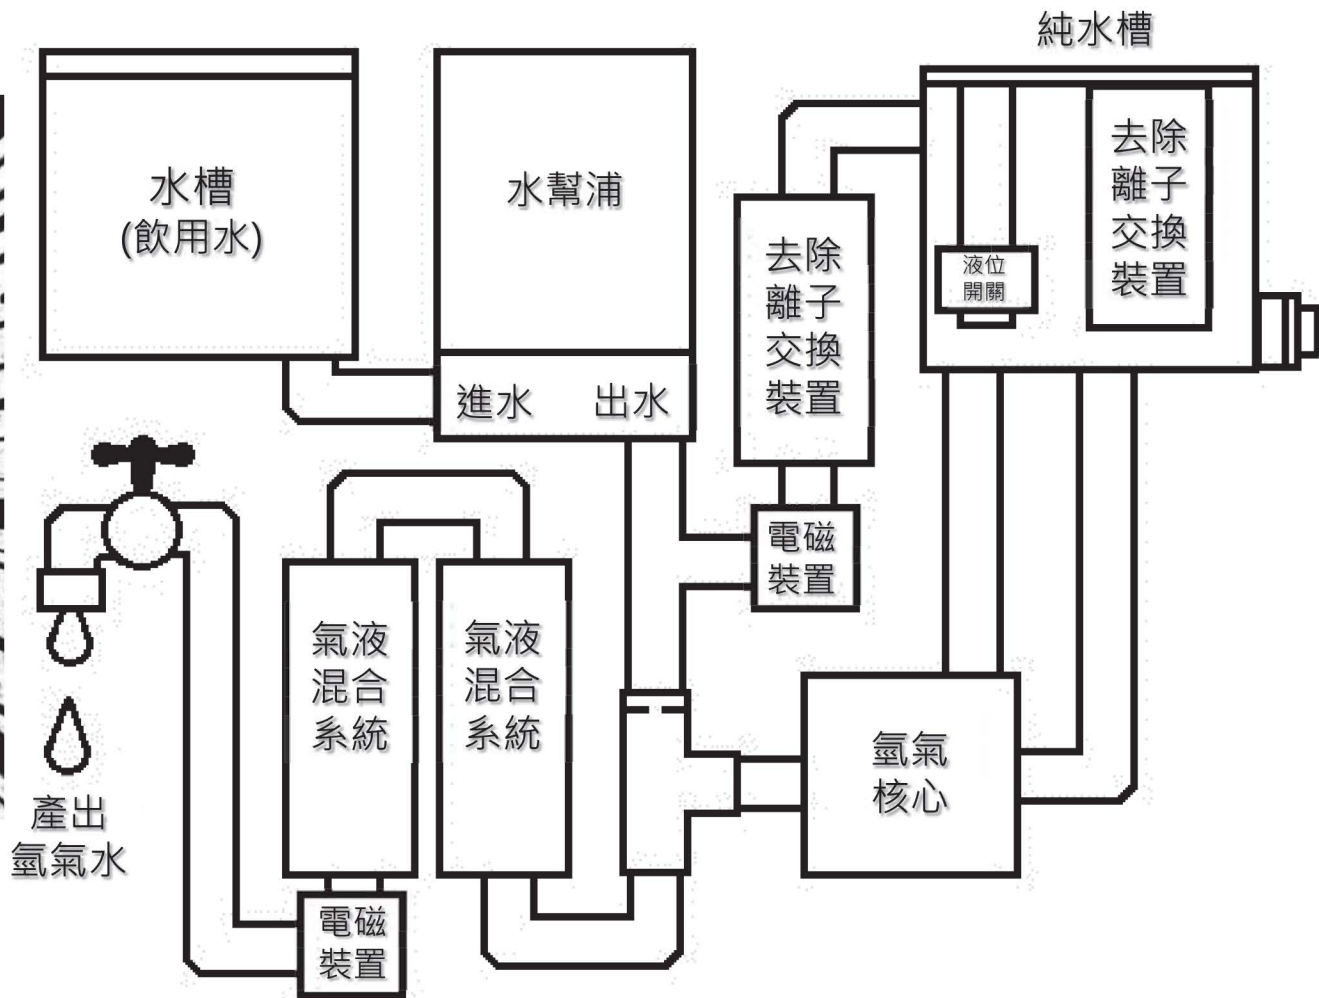 純水槽
水槽
(飲用水)
水幫浦
進水
出水
去除
離子
交換
裝置
液位
開關
去除
離子
交換
裝置
電磁
裝置
氣液
混合
系統
氣液
混合
系統
氫氣
核心
產出
氫氣水
電磁
裝置